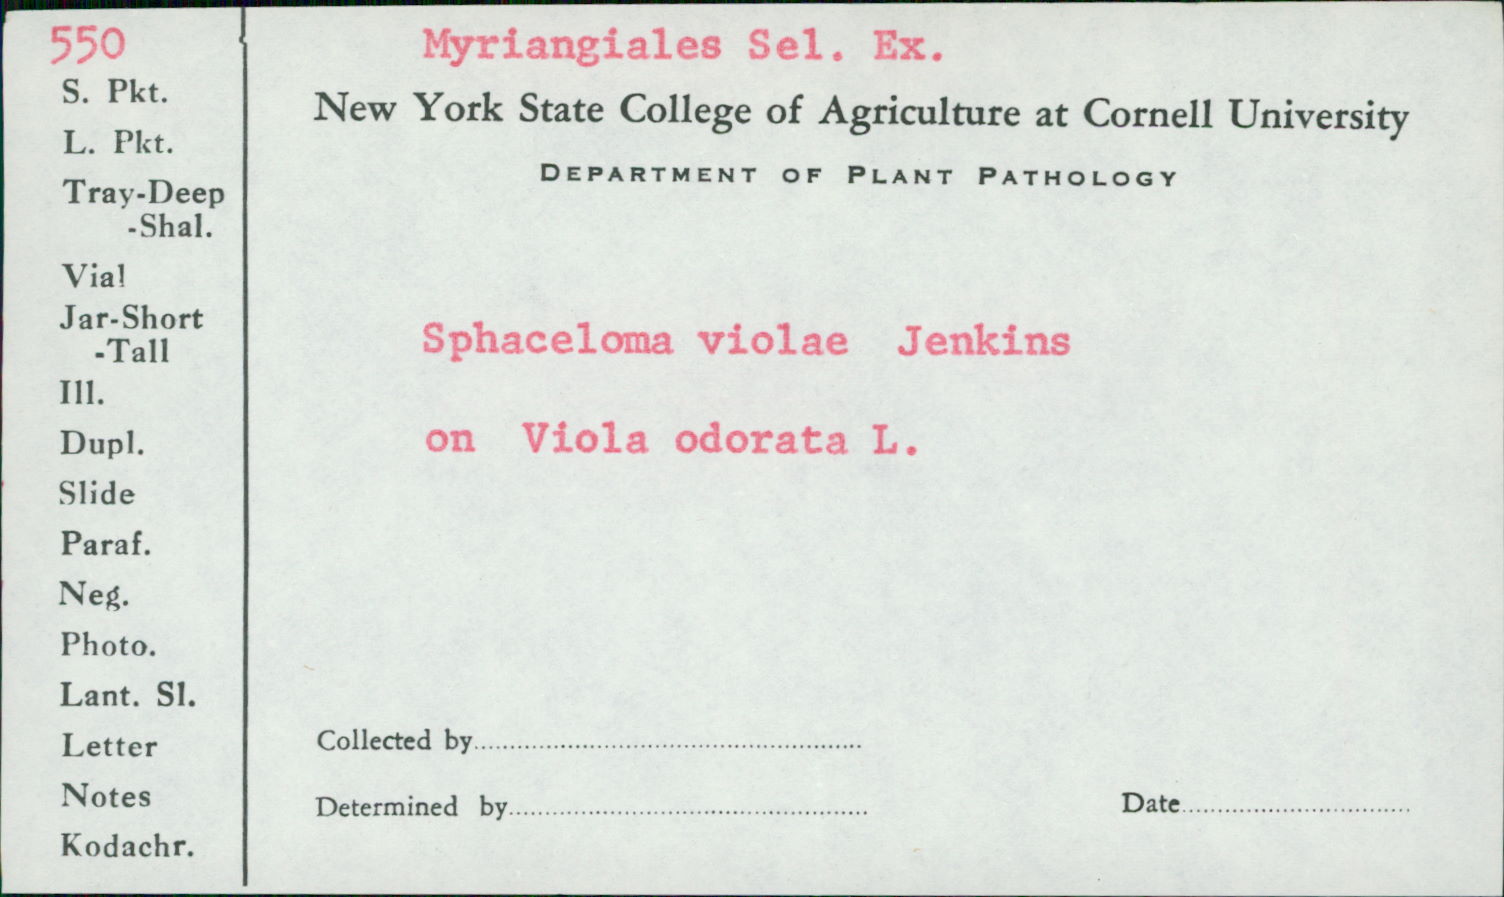 550
S. Pkt.
L. Pkt.
Tray-Deep
-Shal.
Vial
Jar-Short
-Tall
Ill.
Dupl.
Slide
Paraf.
Neg.
Photo.
Lant. Sl.
Letter
Notes
Kodachr.
Myriangiales Sel. Ex.
New York State College of Agriculture at Cornell University
DEPARTMENT OF PLANT PATHOLOGY
Sphaceloma violae Jenkins
on Viola odorata L.
Collected by
Determined by
Date